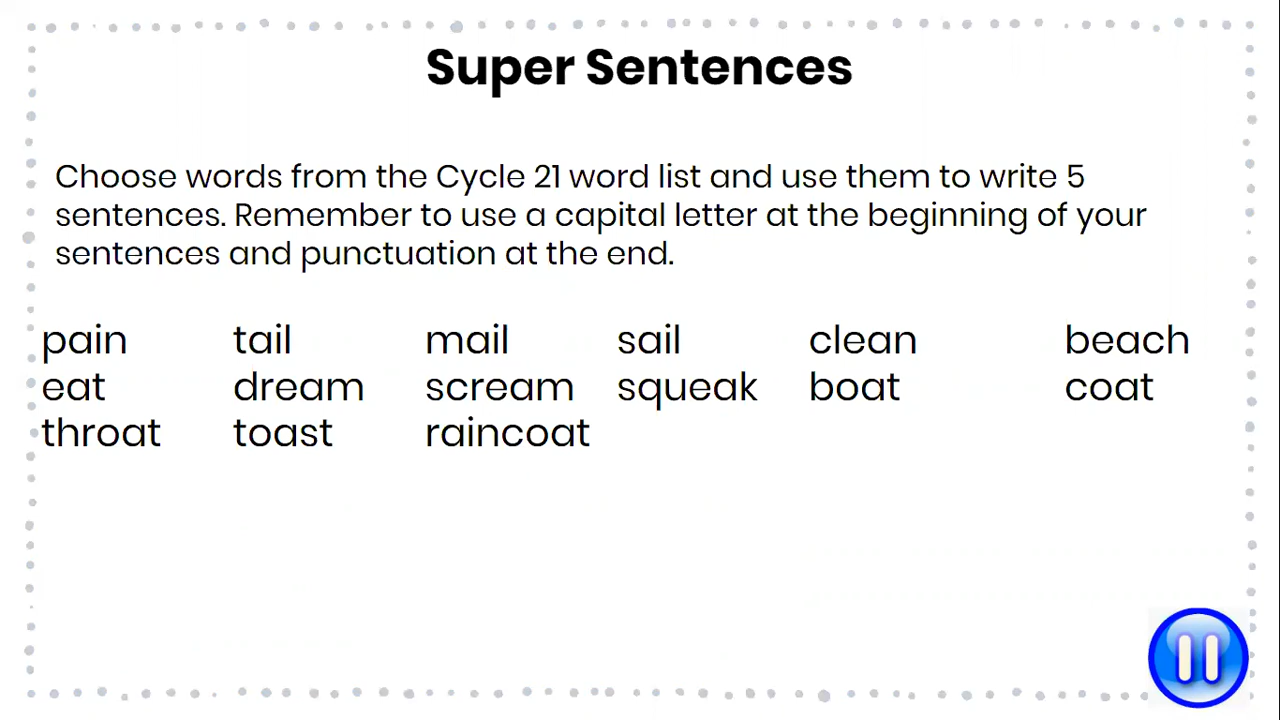 Super Sentences
Choose words from the Cycle 21 word list and use them to write 5
sentences. Remember to use a capital letter at the beginning of your
sentences and punctuation at the end.
pain tail mail sail clean beach
eat dream scream squeak boat coat
throat toast raincoat